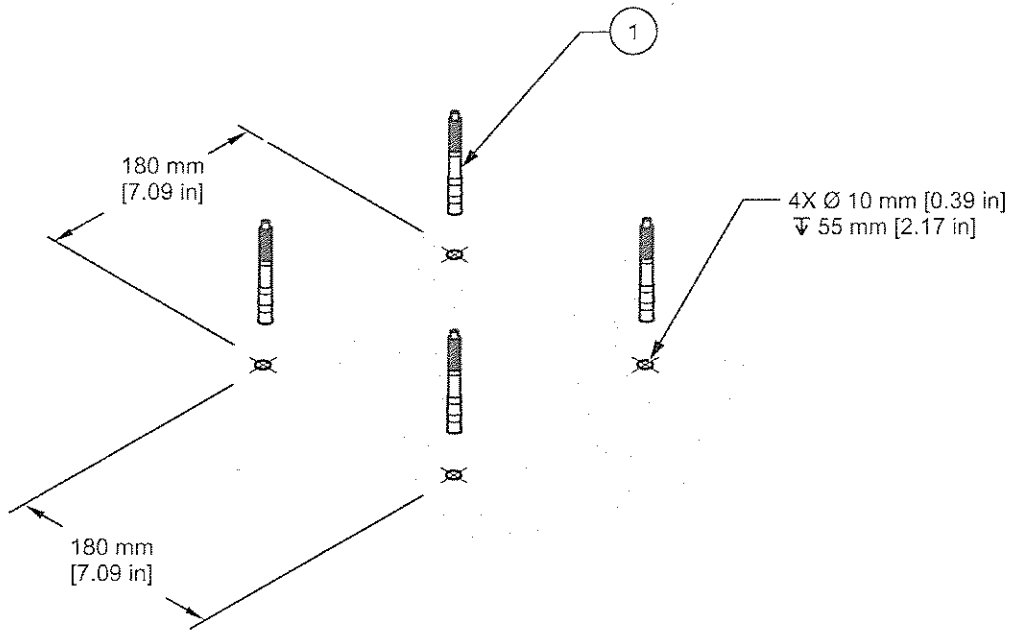 1
180 mm
[7.09 in]
4X Ø 10 mm [0.39 in]
↧ 55 mm [2.17 in]
180 mm
[7.09 in]